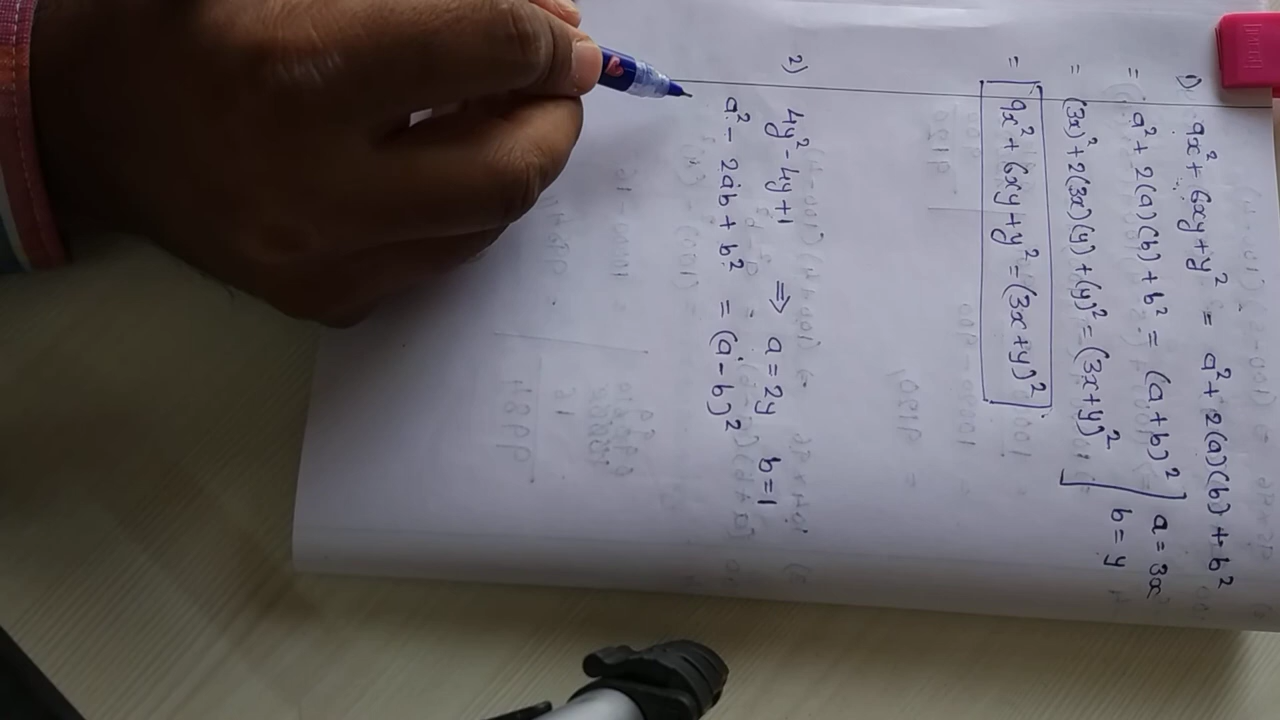 1) 9x² + 6xy + y² = a² + 2(a)(b) + b²
= a² + 2(a)(b) + b² = (a+b)² a = 3x
= (3x)² + 2(3x)(y) + (y)² = (3x+y)² b = y
= 9x² + 6xy + y² = (3x+y)²
2) 4y² - 4y + 1 ⇒ a = 2y b = 1
a² - 2ab + b² = (a - b)²